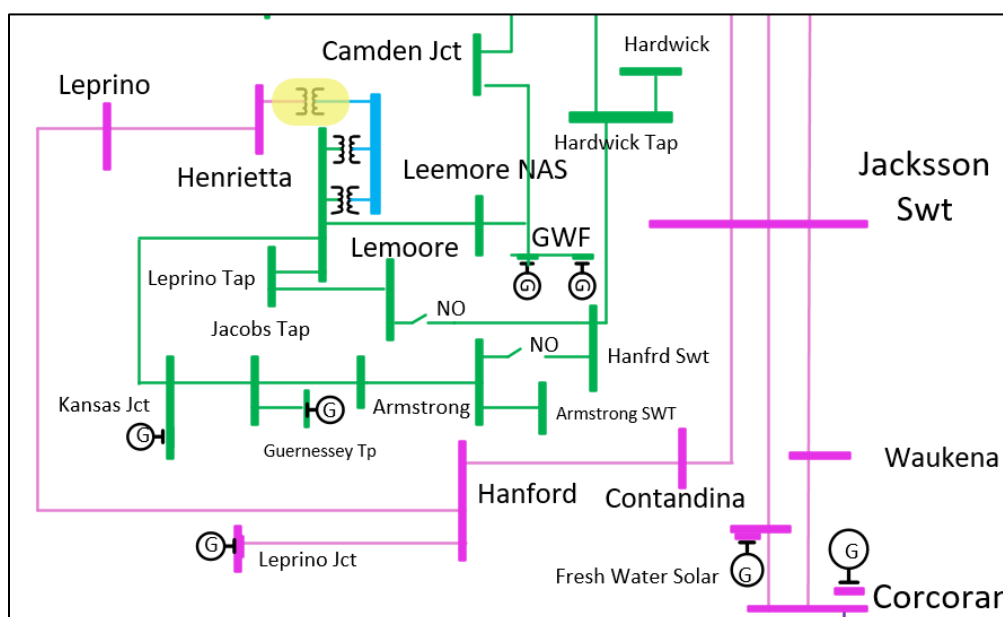 Camden Jct
Hardwick
Leprino
Hardwick Tap
Henrietta
Leemore NAS
Jacksson
Swt
GWF
Lemoore
Leprino Tap
G
G
NO
Jacobs Tap
NO
Hanfrd Swt
Kansas Jct
G
Armstrong
Armstrong SWT
G
Guernessey Tp
Waukena
Hanford
Contandina
G
Leprino Jct
G
Fresh Water Solar
G
Corcoran